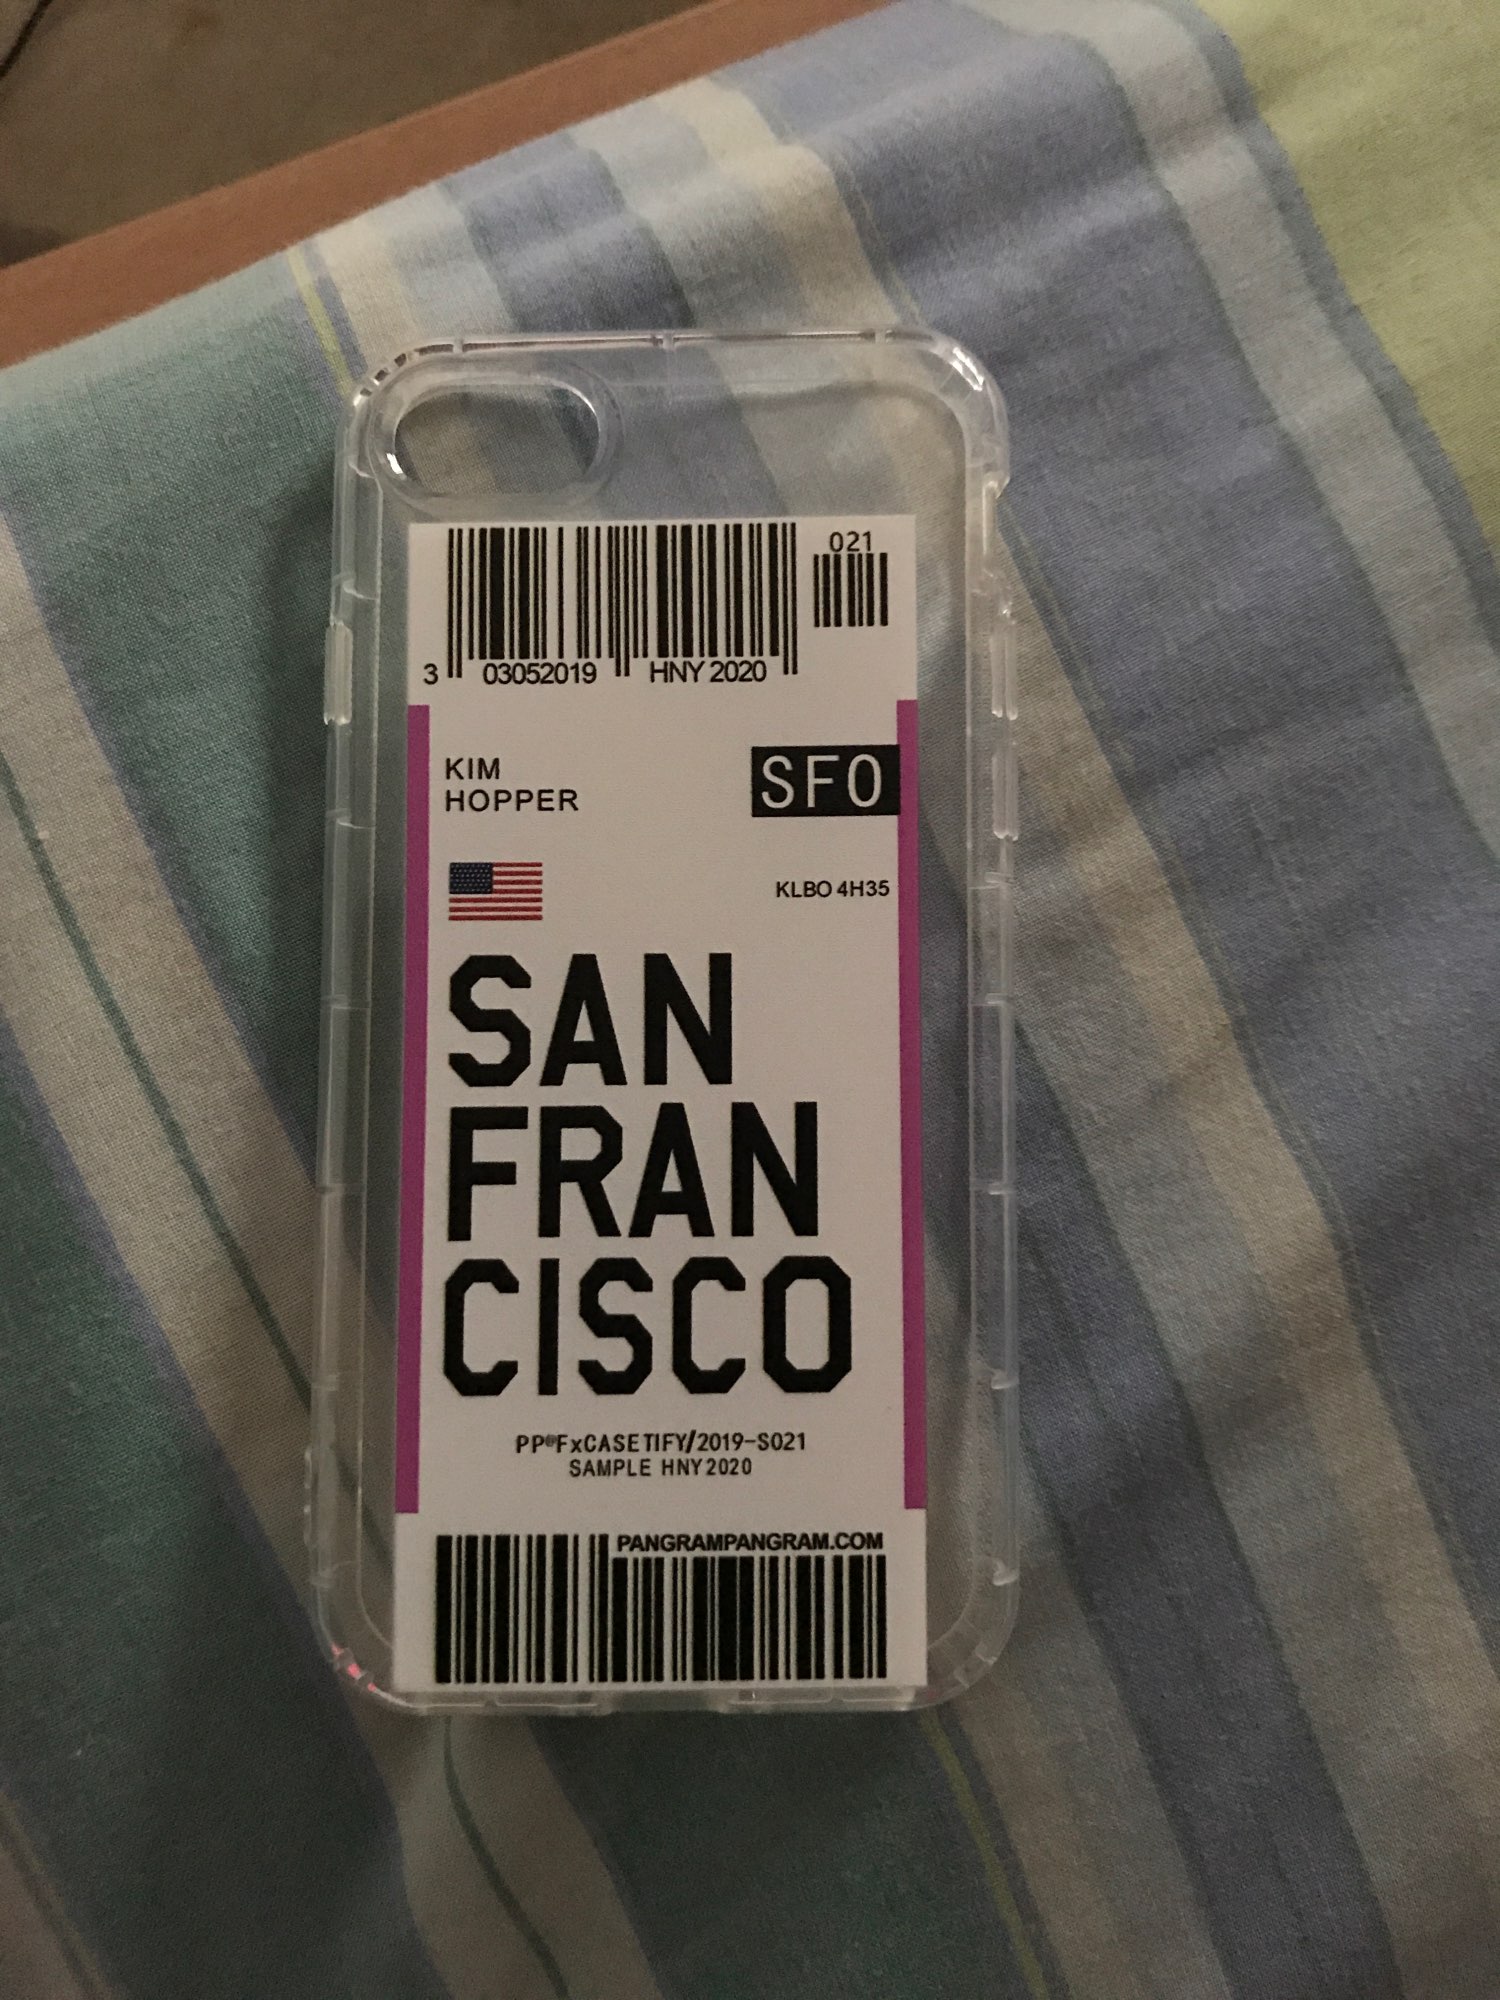 021
3 03052019 HNY 2020
KIM
HOPPER
SFO
KLBO 4H35
SAN
FRAN
CISCO
PP®FxCASETIFY/2019-S021
SAMPLE HNY2020
PANGRAMPANGRAM.COM